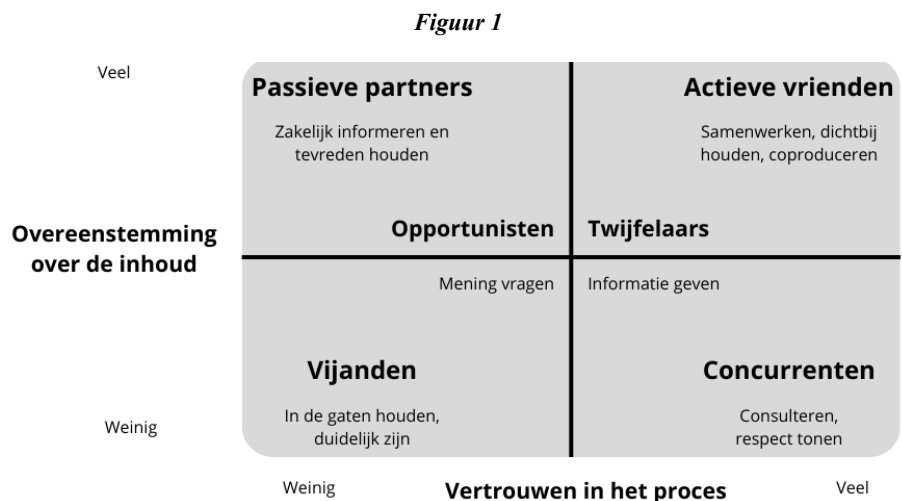 Figuur 1
Veel
Passieve partners
Actieve vrienden
Zakelijk informeren en
tevreden houden
Samenwerken, dichtbij
houden, coproduceren
Overeenstemming
over de inhoud
Opportunisten
Twijfelaars
Mening vragen
Informatie geven
Vijanden
Concurrenten
In de gaten houden,
duidelijk zijn
Consulteren,
respect tonen
Weinig
Weinig
Vertrouwen in het proces
Veel